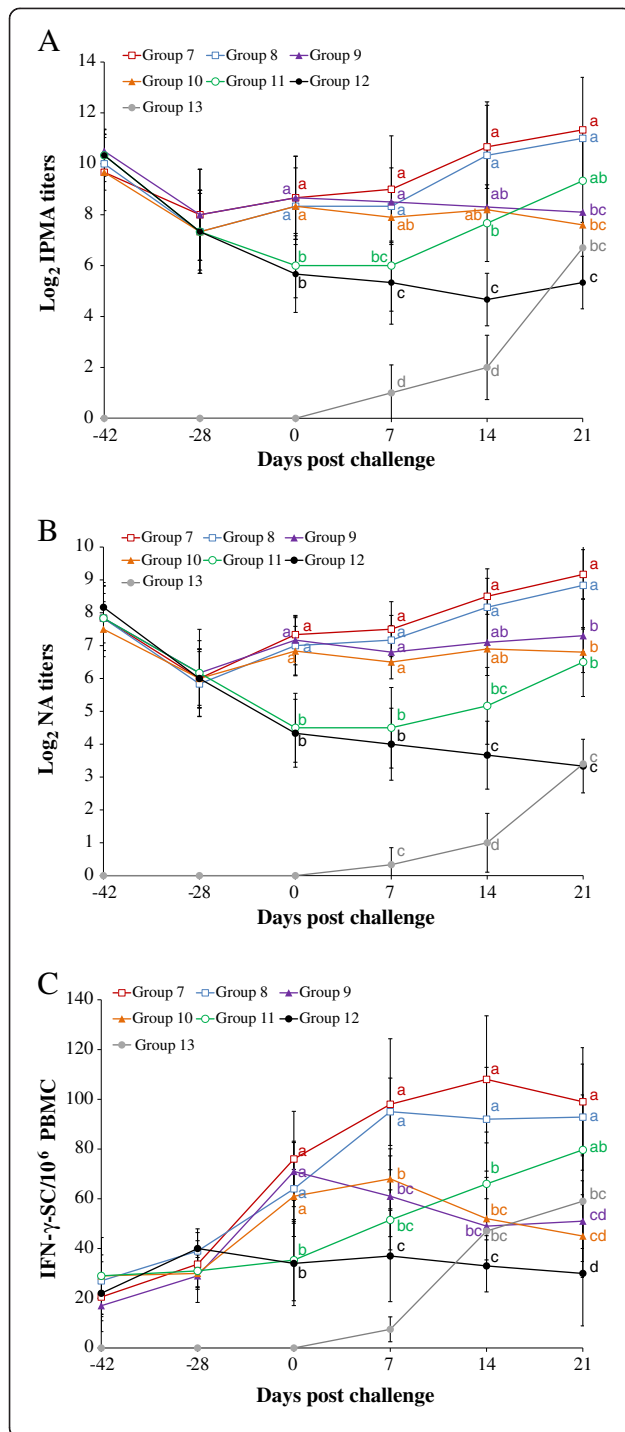 A
Group 7 Group 8 Group 9
Group 10 Group 11 Group 12
Group 13
14
12
10
8
6
4
2
0
Log₂ IPMA titers
a
a
a
a
a
a
b
b
a
a
ab
bc
c
d
a
a
ab
ab
b
c
d
a
a
ab
bc
bc
c
-42 -28 0 7 14 21
Days post challenge
B
Group 7 Group 8 Group 9
Group 10 Group 11 Group 12
Group 13
10
9
8
7
6
5
4
3
2
1
0
Log₂ NA titers
a
a
a
a
b
b
a
a
a
a
b
b
c
a
a
ab
ab
bc
c
d
a
a
b
b
b
c
c
-42 -28 0 7 14 21
Days post challenge
C
Group 7 Group 8 Group 9
Group 10 Group 11 Group 12
Group 13
140
120
100
80
60
40
20
0
IFN-γ-SC/10⁶ PBMC
a
a
a
a
b
b
a
a
b
bc
bc
c
a
a
b
bc
bc
bc
c
a
a
ab
bc
cd
cd
d
-42 -28 0 7 14 21
Days post challenge